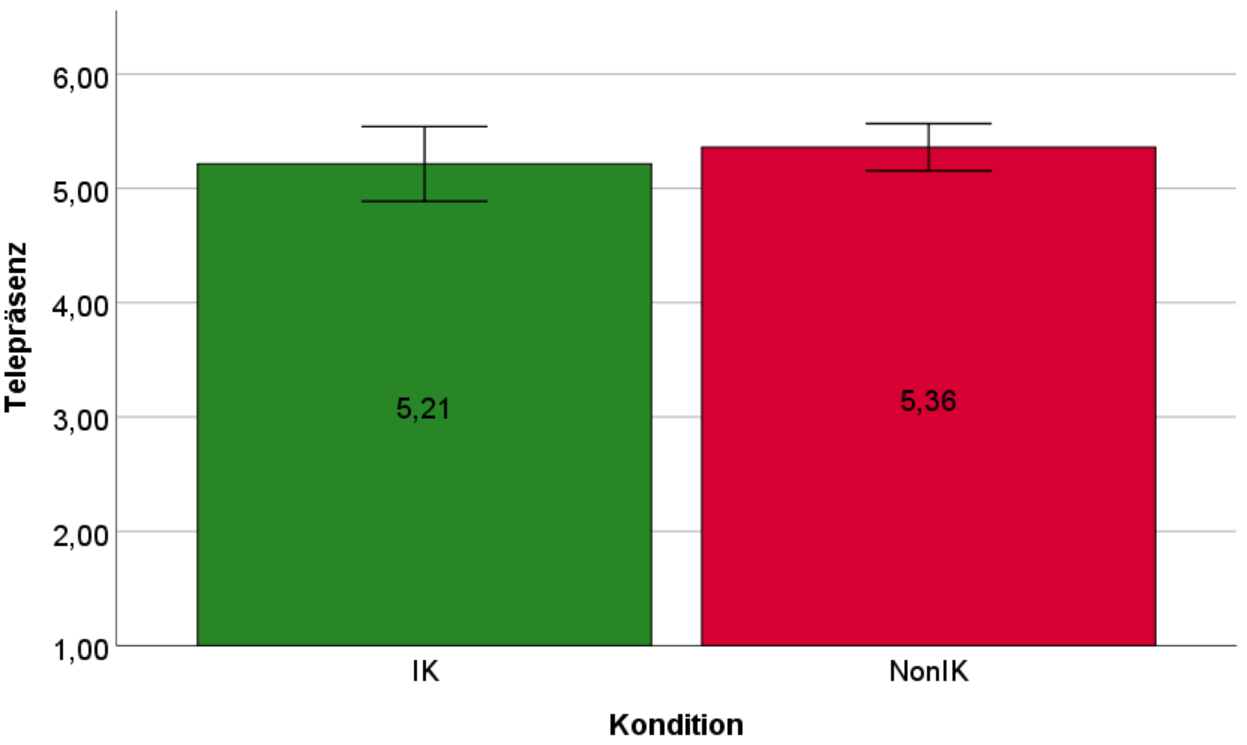 Telepräsenz
6,00
5,00
4,00
3,00
2,00
1,00
5,21
5,36
IK
NonIK
Kondition